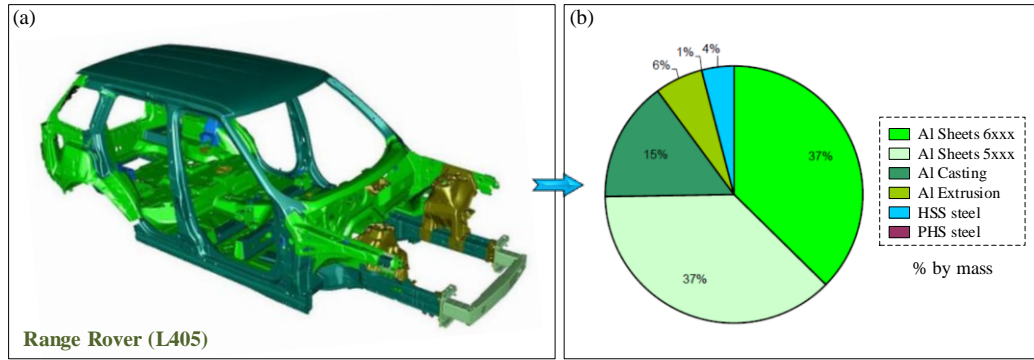 (a)
Range Rover (L405)
(b)
6%
1%
4%
37%
15%
37%
Al Sheets 6xxx
Al Sheets 5xxx
Al Casting
Al Extrusion
HSS steel
PHS steel
% by mass